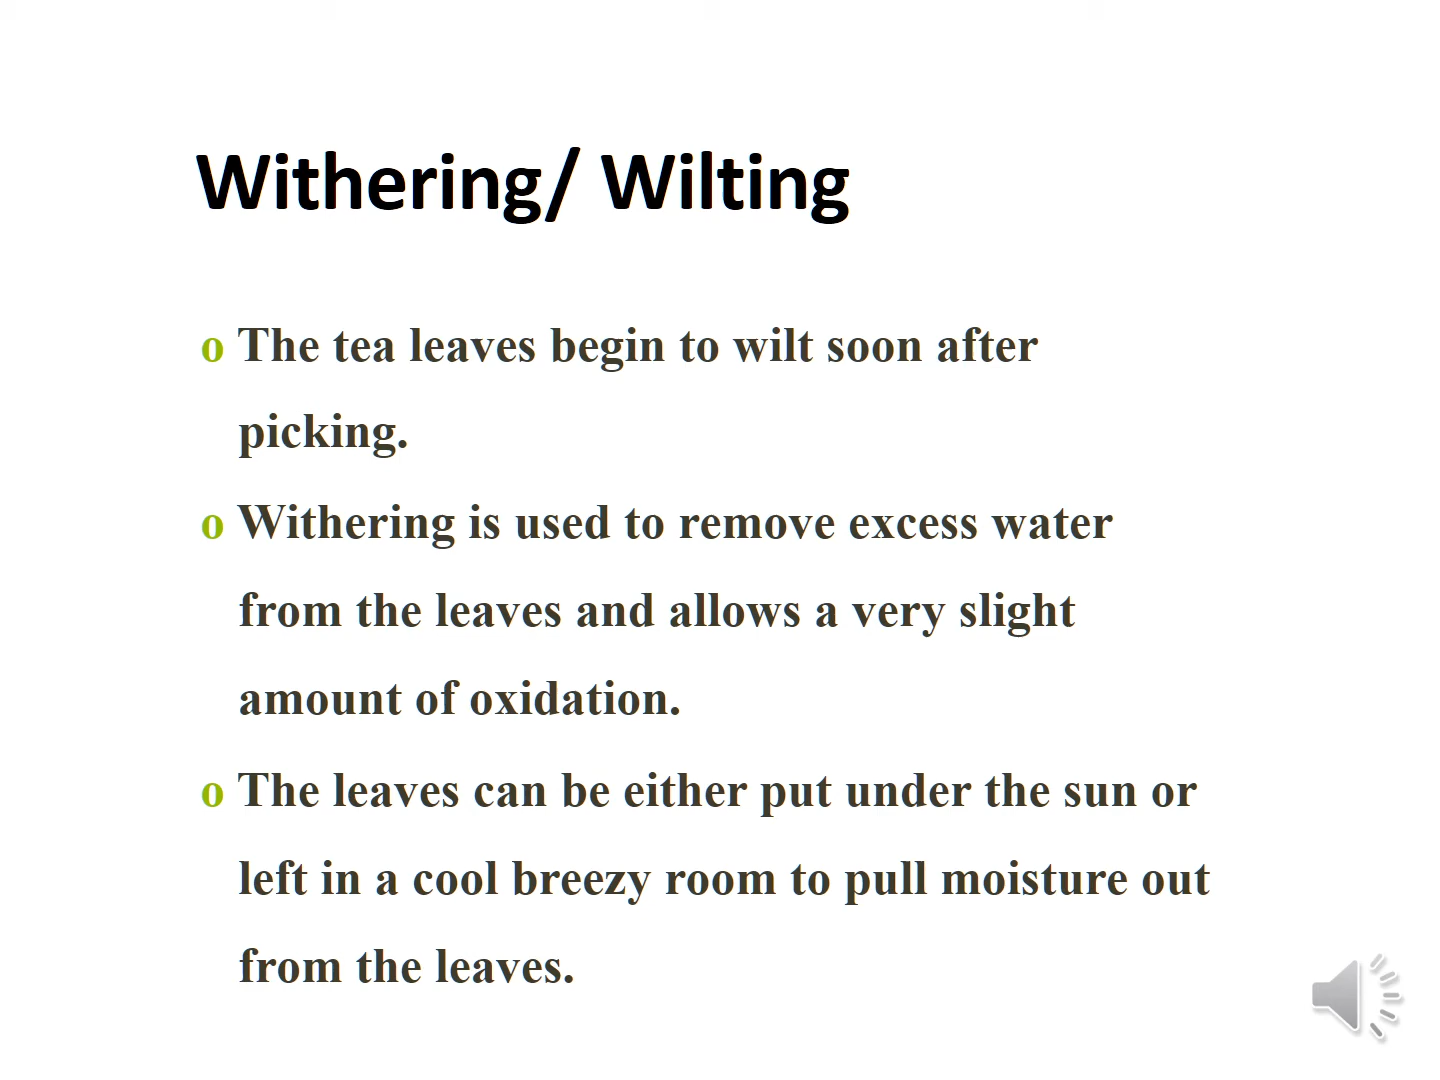 Withering/ Wilting
o The tea leaves begin to wilt soon after
picking.
o Withering is used to remove excess water
from the leaves and allows a very slight
amount of oxidation.
o The leaves can be either put under the sun or
left in a cool breezy room to pull moisture out
from the leaves.